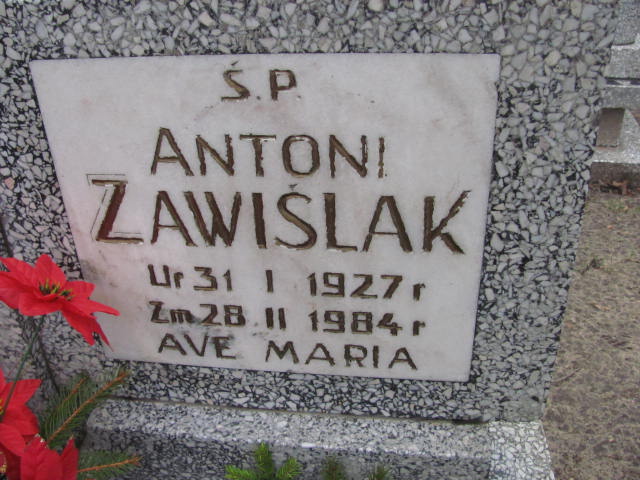 Ś.P.
ANTONI
ZAWIŚLAK
Ur 31 I 1927 r
Zm 28 II 1984 r
AVE MARIA